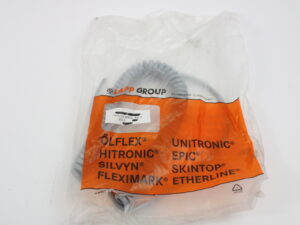 LAPP GROUP
ÖLFLEX®
HITRONIC®
SILVYN®
FLEXIMARK®
UNITRONIC®
EPIC®
SKINTOP®
ETHERLINE®